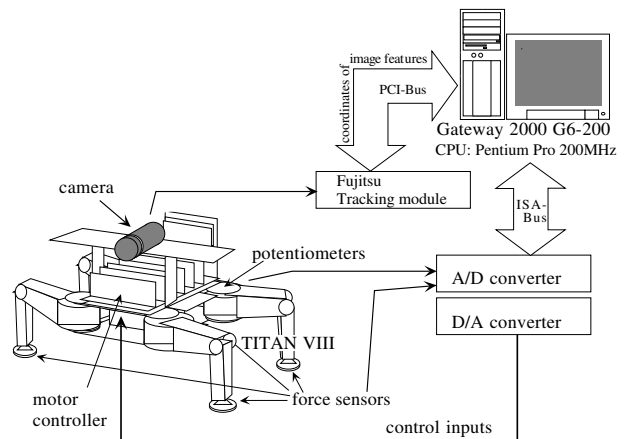 coordinates of
image features
PCI-Bus
Gateway 2000 G6-200
CPU: Pentium Pro 200MHz
Fujitsu
Tracking module
camera
ISA-
Bus
potentiometers
A/D converter
D/A converter
TITAN VIII
motor
controller
force sensors
control inputs